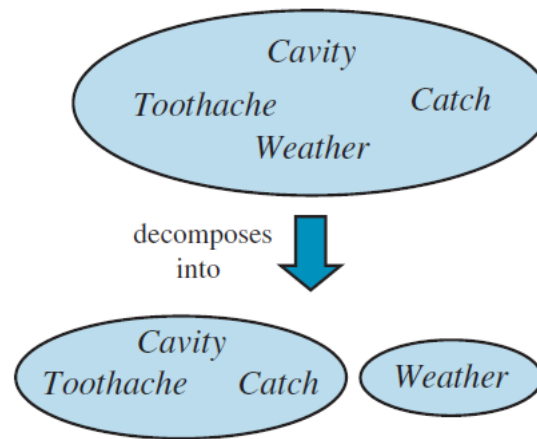 Cavity
Toothache Catch
Weather
decomposes
into
Cavity
Toothache Catch Weather